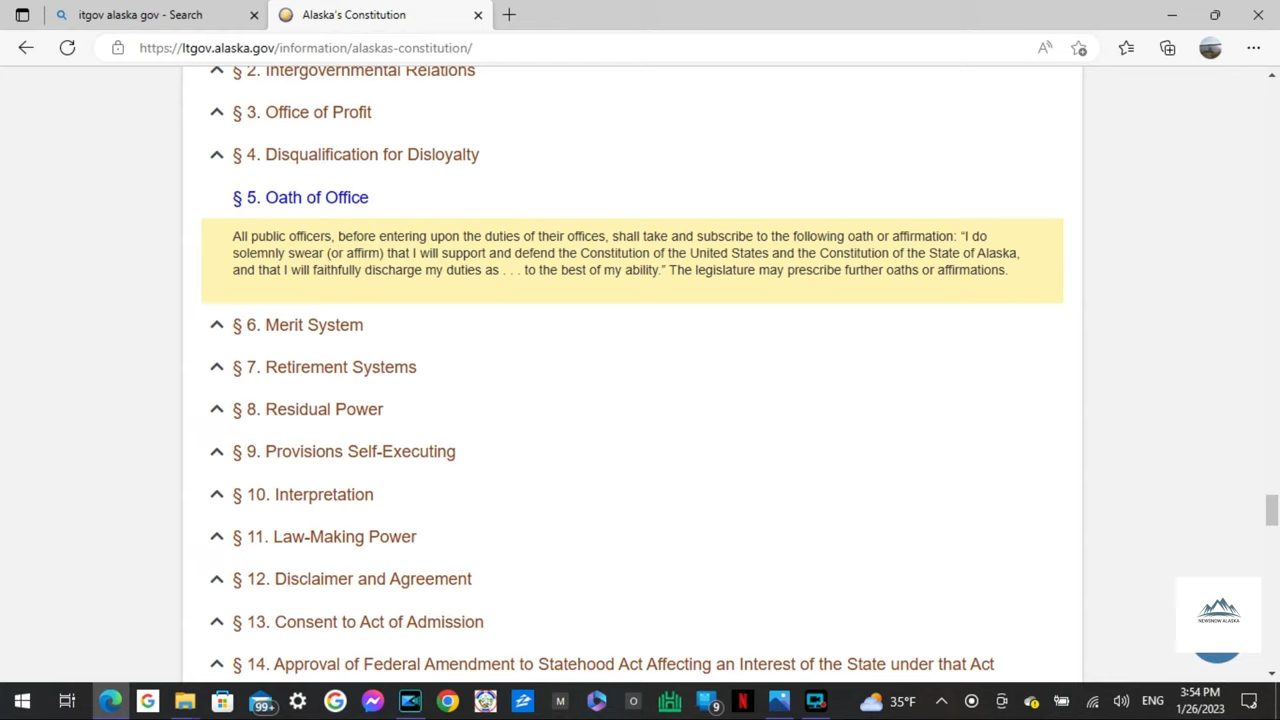 itgov alaska gov - Search
Alaska's Constitution
https://ltgov.alaska.gov/information/alaskas-constitution/
§ 2. Intergovernmental Relations
§ 3. Office of Profit
§ 4. Disqualification for Disloyalty
§ 5. Oath of Office
All public officers, before entering upon the duties of their offices, shall take and subscribe to the following oath or affirmation: “I do
solemnly swear (or affirm) that I will support and defend the Constitution of the United States and the Constitution of the State of Alaska,
and that I will faithfully discharge my duties as . . . to the best of my ability.” The legislature may prescribe further oaths or affirmations.
§ 6. Merit System
§ 7. Retirement Systems
§ 8. Residual Power
§ 9. Provisions Self-Executing
§ 10. Interpretation
§ 11. Law-Making Power
§ 12. Disclaimer and Agreement
§ 13. Consent to Act of Admission
§ 14. Approval of Federal Amendment to Statehood Act Affecting an Interest of the State under that Act
NEWSNOW ALASKA
99+
M
O
9
N
35°F
ENG
3:54 PM
1/26/2023